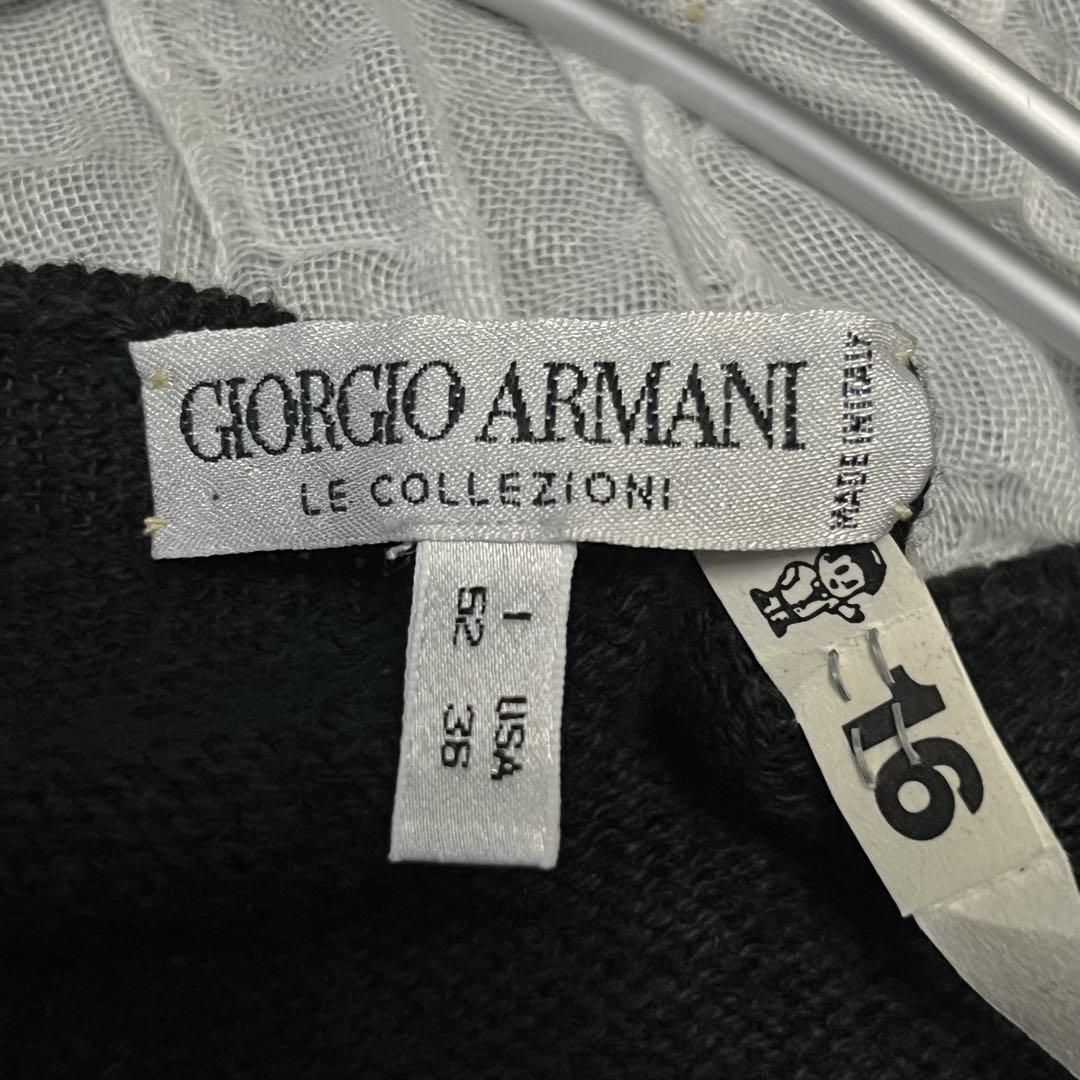 GIORGIO ARMANI
LE COLLEZIONI
MADE IN ITALY
I USA
52 36
16